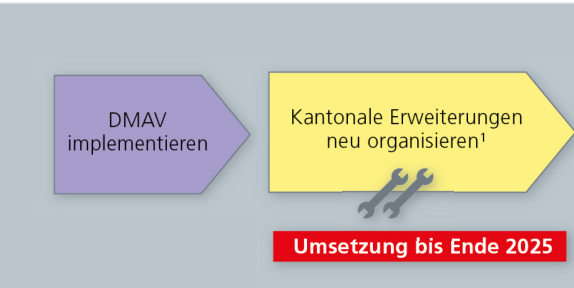 DMAV
implementieren
Kantonale Erweiterungen
neu organisieren¹
Umsetzung bis Ende 2025